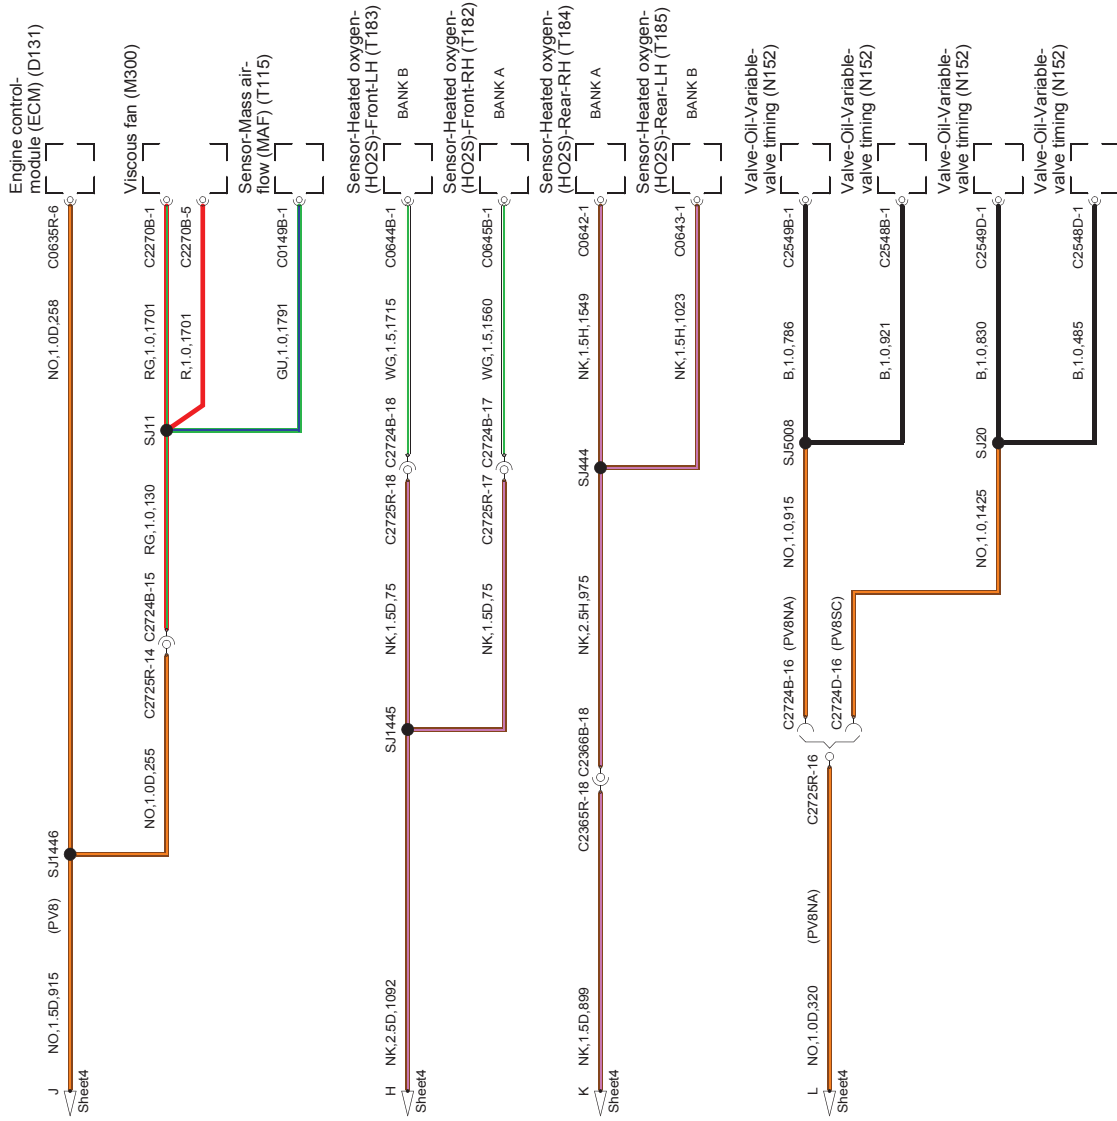 Engine control-
module (ECM) (D131)
C0635R-6
NO,1.0D,258
SJ1446
(PV8)
NO,1.5D,915
J
Sheet4
Viscous fan (M300)
C2270B-1
C2270B-5
RG,1.0,1701
R,1.0,1701
SJ11
RG,1.0,130
C2724B-15
C2725R-14
NO,1.0D,255
Sensor-Mass air-
flow (MAF) (T115)
C0149B-1
GU,1.0,1791
Sensor-Heated oxygen-
(HO2S)-Front-LH (T183)
BANK B
C0644B-1
WG,1.5,1715
C2724B-18
C2725R-18
NK,1.5D,75
SJ1445
NK,2.5D,1092
H
Sheet4
Sensor-Heated oxygen-
(HO2S)-Front-RH (T182)
BANK A
C0645B-1
WG,1.5,1560
C2724B-17
C2725R-17
NK,1.5D,75
Sensor-Heated oxygen-
(HO2S)-Rear-RH (T184)
BANK A
C0642-1
NK,1.5H,1549
SJ444
NK,2.5H,975
C2366B-18
C2365R-18
NK,1.5D,899
K
Sheet4
Sensor-Heated oxygen-
(HO2S)-Rear-LH (T185)
BANK B
C0643-1
NK,1.5H,1023
Valve-Oil-Variable-
valve timing (N152)
C2549B-1
B,1.0,786
SJ5008
NO,1.0,915
C2724B-16 (PV8NA)
Valve-Oil-Variable-
valve timing (N152)
C2548B-1
B,1.0,921
C2724D-16 (PV8SC)
C2725R-16
(PV8NA)
NO,1.0D,320
L
Sheet4
Valve-Oil-Variable-
valve timing (N152)
C2549D-1
B,1.0,830
SJ20
NO,1.0,1425
Valve-Oil-Variable-
valve timing (N152)
C2548D-1
B,1.0,485